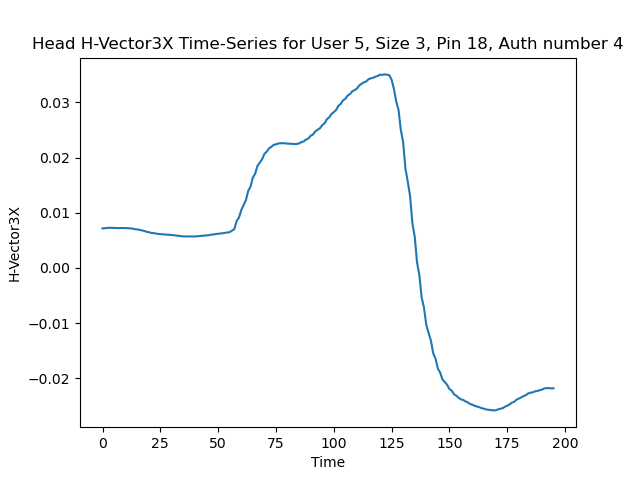 Head H-Vector3X Time-Series for User 5, Size 3, Pin 18, Auth number 4
H-Vector3X
0.03
0.02
0.01
0.00
−0.01
−0.02
0 25 50 75 100 125 150 175 200
Time